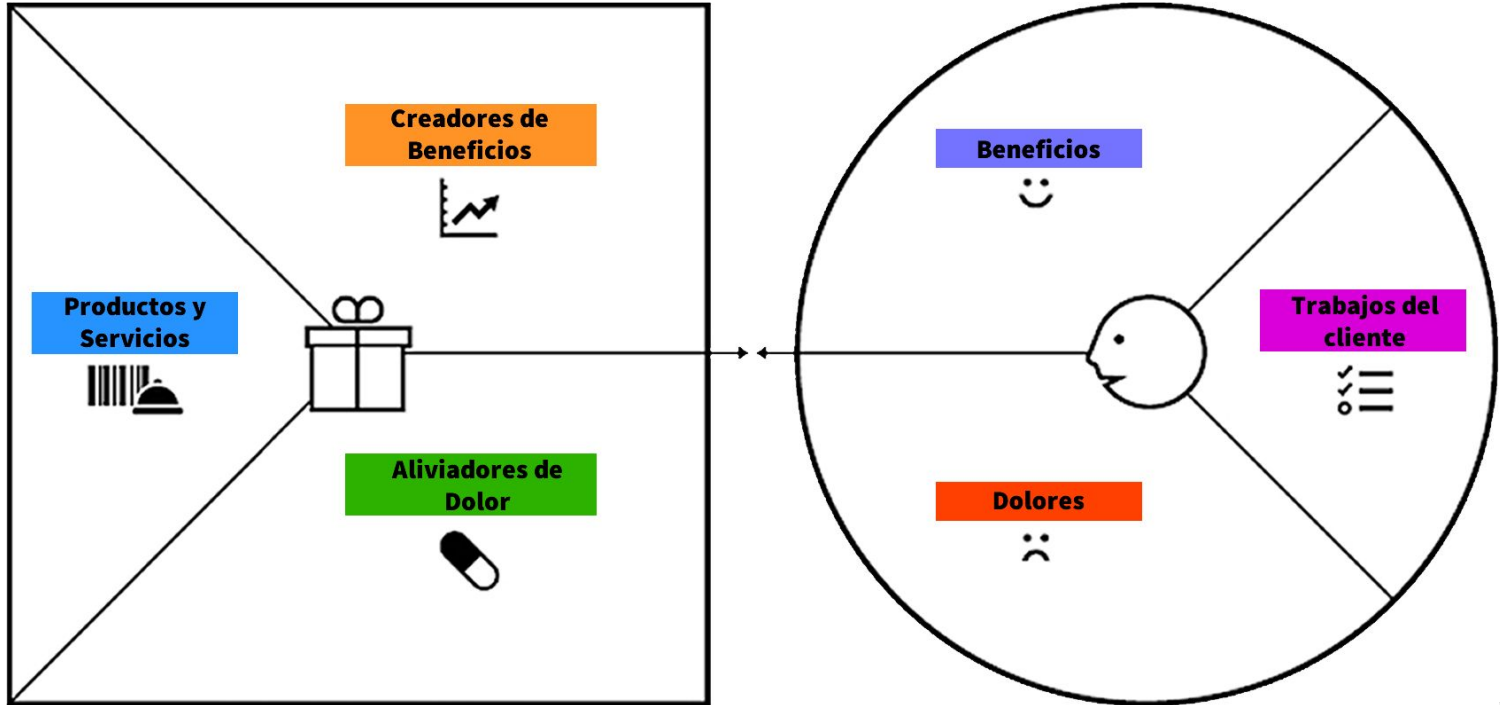 Creadores de
Beneficios
Productos y
Servicios
Aliviadores de
Dolor
Beneficios
Trabajos del
cliente
Dolores